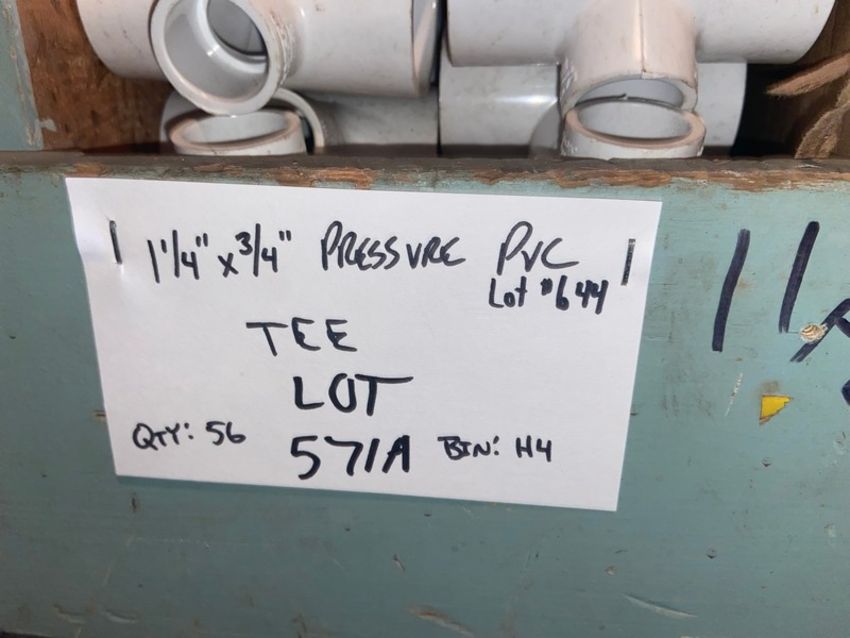 1 1/4" x 3/4" PRESSURE PVC
Lot #644
TEE
LOT
QTY: 56 571A BIN: H4